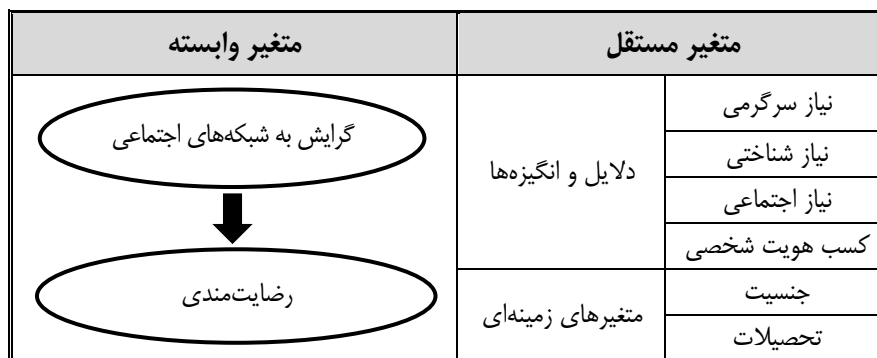 متغیر مستقل
متغیر وابسته
نیاز سرگرمی
نیاز شناختی
نیاز اجتماعی
کسب هویت شخصی
دلایل و انگیزه‌ها
جنسیت
تحصیلات
متغیرهای زمینه‌ای
گرایش به شبکه‌های اجتماعی
رضایت‌مندی